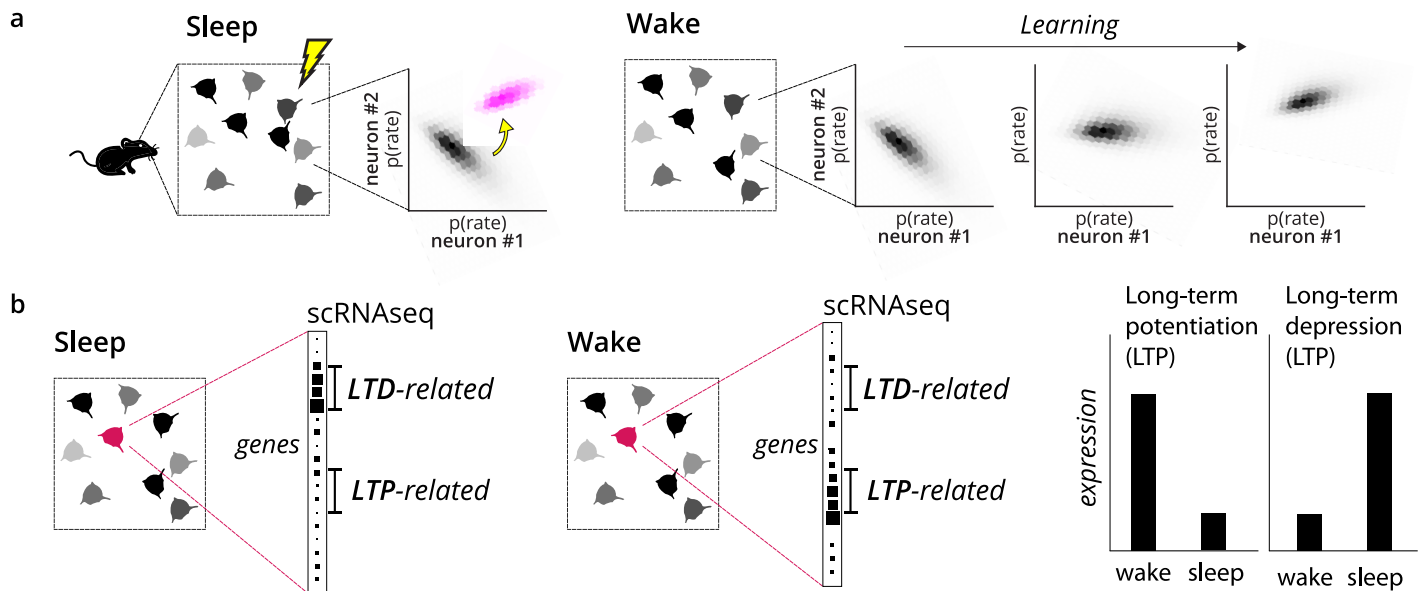 a
Sleep
neuron #2
p(rate)
p(rate)
neuron #1
Wake
Learning
neuron #2
p(rate)
p(rate)
neuron #1
p(rate)
p(rate)
neuron #1
p(rate)
p(rate)
neuron #1
b
Sleep
scRNAseq
LTD-related
genes
LTP-related
Wake
scRNAseq
LTD-related
genes
LTP-related
expression
Long-term
potentiation
(LTP)
wake sleep
Long-term
depression
(LTP)
wake sleep